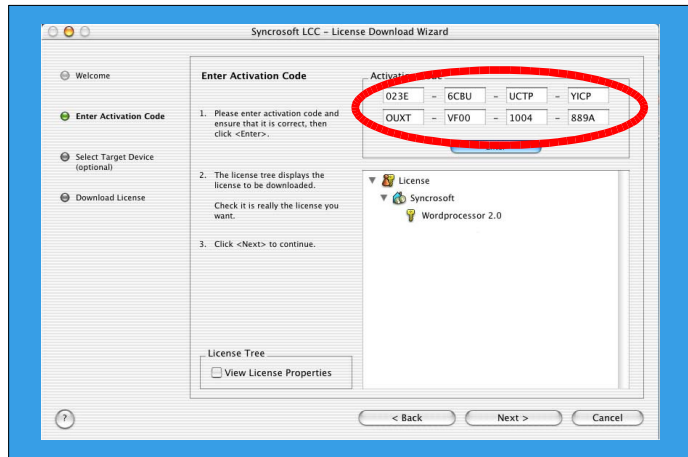 Syncrosoft LCC – License Download Wizard
Welcome
Enter Activation Code
Select Target Device
(optional)
Download License
Enter Activation Code
1. Please enter activation code and
ensure that it is correct, then
click <Enter>.
2. The license tree displays the
license to be downloaded.
Check it is really the license you
want.
3. Click <Next> to continue.
License Tree
View License Properties
023E – 6CBU – UCTP – YICP
OUXT – VF00 – 1004 – 889A
License
Syncrosoft
Wordprocessor 2.0
?
< Back
Next >
Cancel